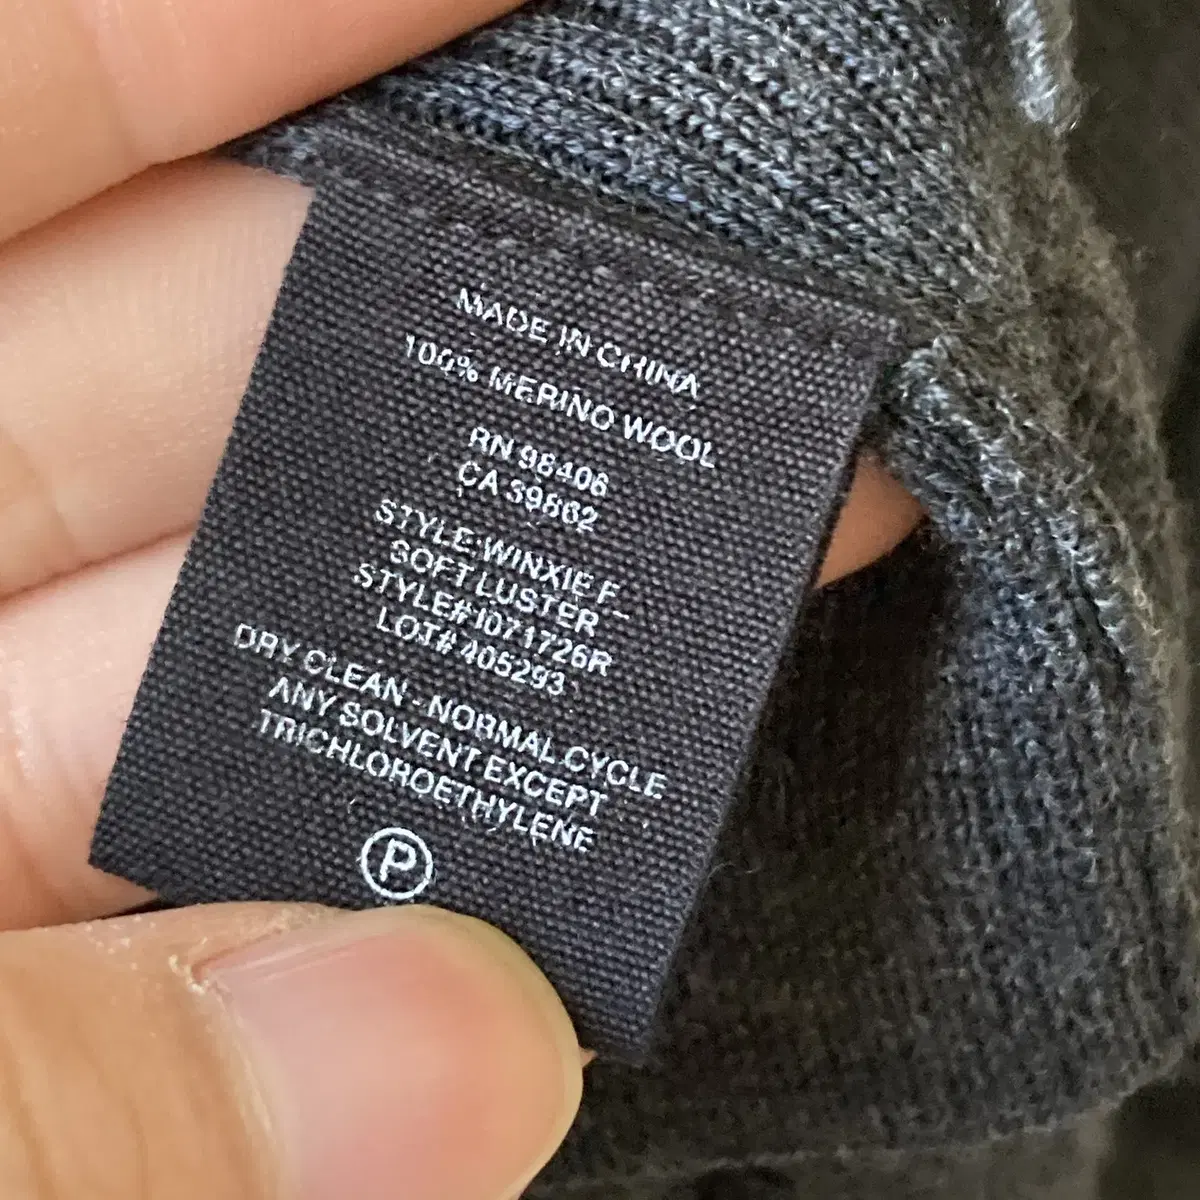 MADE IN CHINA
100% MERINO WOOL
RN 98406
CA 39862
STYLE:WINXIE F-
SOFT LUSTER-
STYLE# I071726R
LOT# 405293
DRY CLEAN - NORMAL CYCLE
ANY SOLVENT EXCEPT
TRICHLOROETHYLENE
P